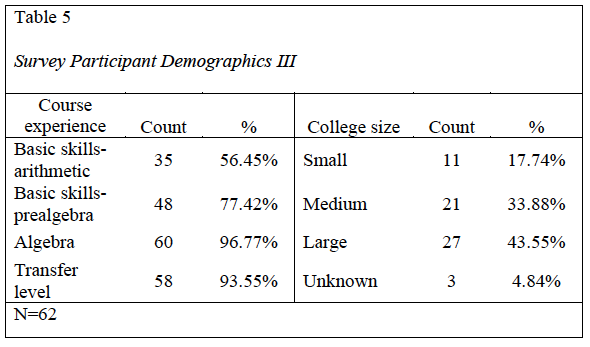 Table 5
Survey Participant Demographics III
Course
experience Count % College size Count %
Basic skills-
arithmetic 35 56.45% Small 11 17.74%
Basic skills-
prealgebra 48 77.42% Medium 21 33.88%
Algebra 60 96.77% Large 27 43.55%
Transfer
level 58 93.55% Unknown 3 4.84%
N=62